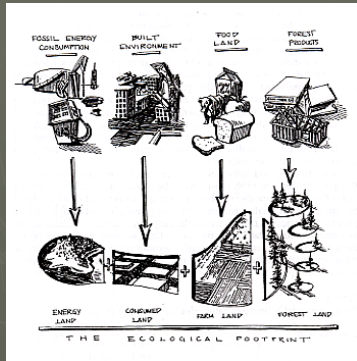 FOSSIL ENERGY
CONSUMPTION
BUILT
ENVIRONMENT
FOOD
LAND
FOREST
PRODUCTS
ENERGY
LAND
CONSUMED
LAND
FARM LAND
FOREST LAND
THE ECOLOGICAL FOOTPRINT